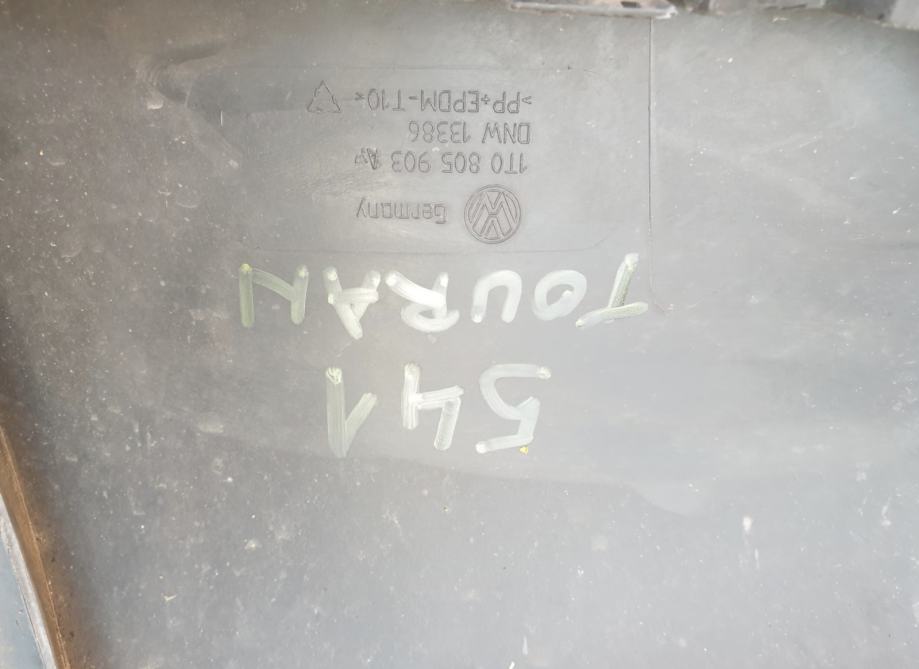 Germany
1T0 805 903 A
DNW 13386
>PP+EPDM-T10<
TOURAN
541